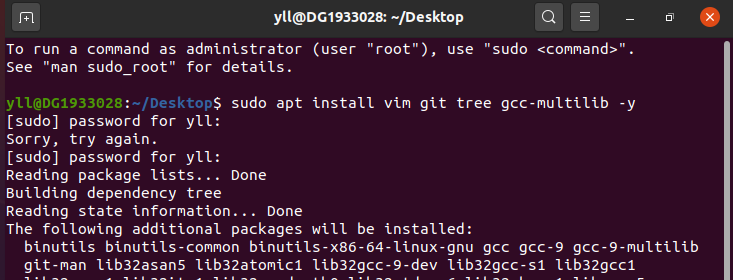 yll@DG1933028: ~/Desktop
To run a command as administrator (user "root"), use "sudo <command>".
See "man sudo_root" for details.
yll@DG1933028:~/Desktop$ sudo apt install vim git tree gcc-multilib -y
[sudo] password for yll:
Sorry, try again.
[sudo] password for yll:
Reading package lists... Done
Building dependency tree
Reading state information... Done
The following additional packages will be installed:
binutils binutils-common binutils-x86-64-linux-gnu gcc gcc-9 gcc-9-multilib
git-man lib32asan5 lib32atomic1 lib32gcc-9-dev lib32gcc-s1 lib32gcc1